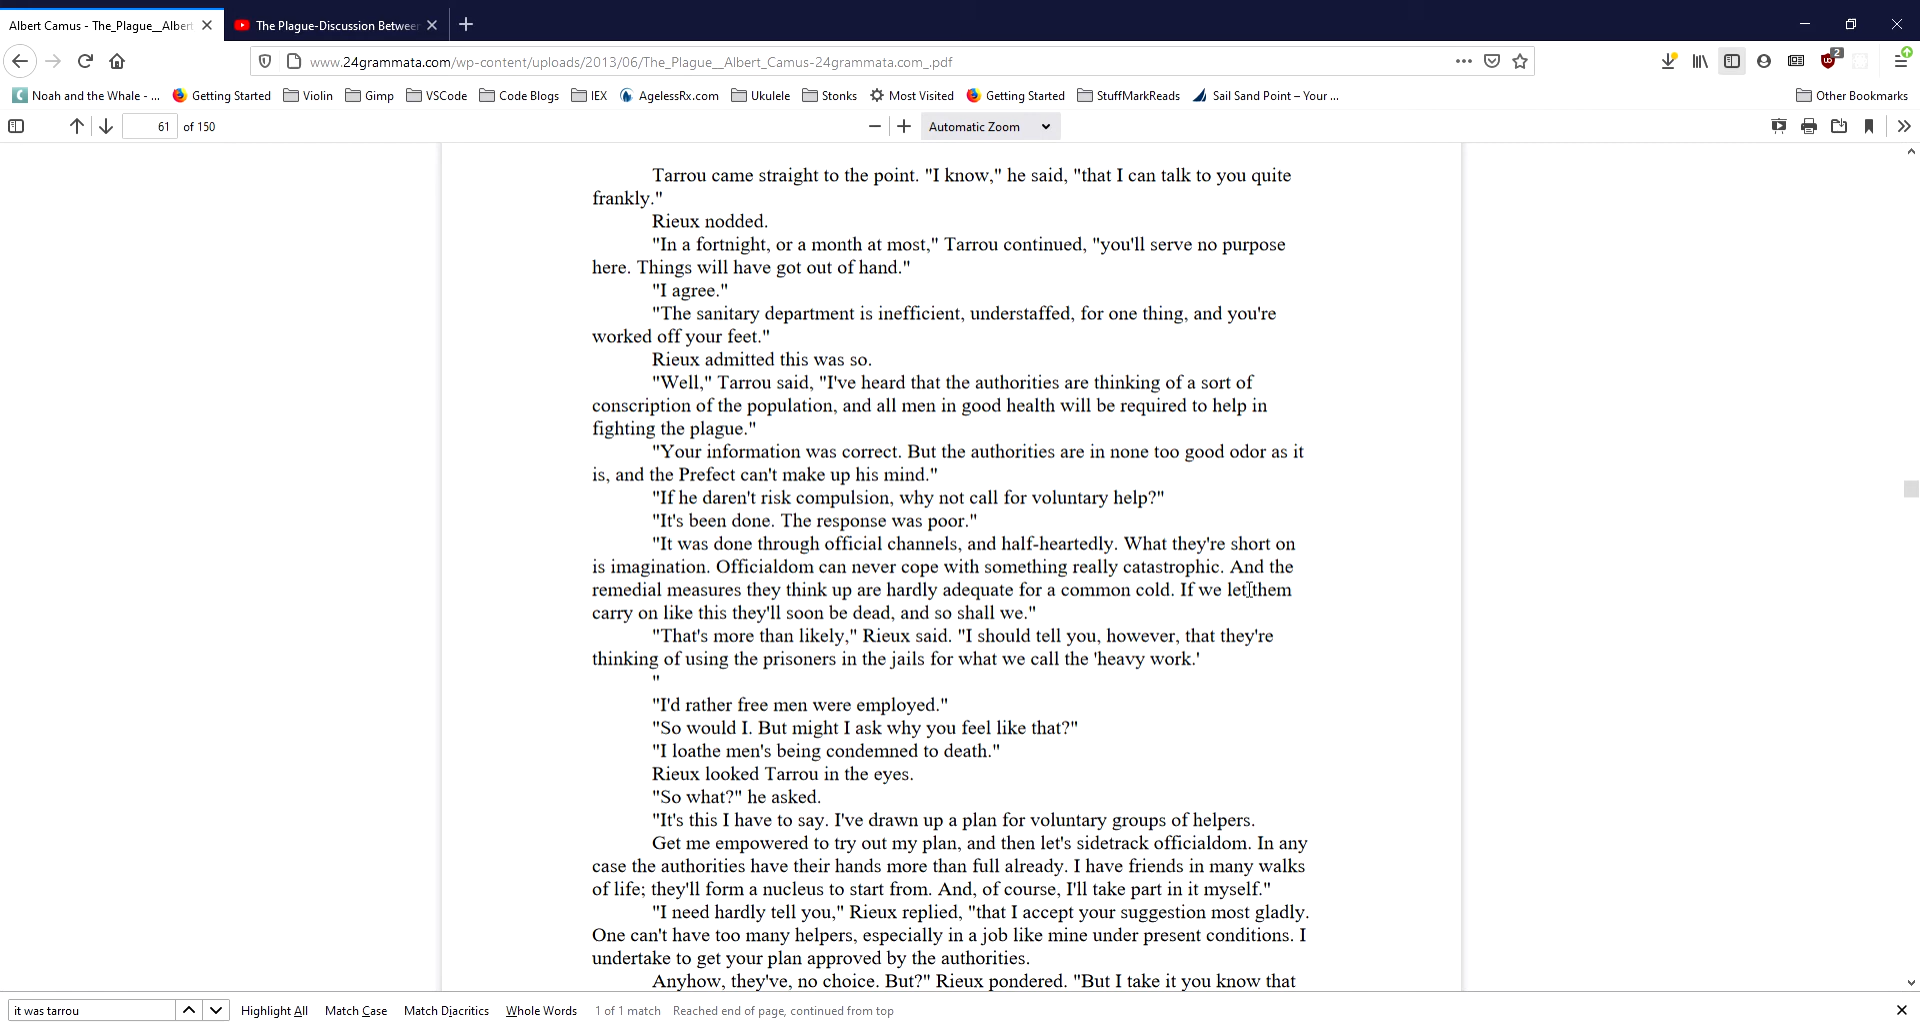 Albert Camus - The_Plague__Albert
The Plague-Discussion Between
www.24grammata.com/wp-content/uploads/2013/06/The_Plague__Albert_Camus-24grammata.com_.pdf
2
Noah and the Whale - ... Getting Started Violin Gimp VSCode Code Blogs IEX AgelessRx.com Ukulele Stonks Most Visited Getting Started StuffMarkReads Sail Sand Point – Your ... Other Bookmarks
61 of 150 Automatic Zoom
Tarrou came straight to the point. "I know," he said, "that I can talk to you quite
frankly."
Rieux nodded.
"In a fortnight, or a month at most," Tarrou continued, "you'll serve no purpose
here. Things will have got out of hand."
"I agree."
"The sanitary department is inefficient, understaffed, for one thing, and you're
worked off your feet."
Rieux admitted this was so.
"Well," Tarrou said, "I've heard that the authorities are thinking of a sort of
conscription of the population, and all men in good health will be required to help in
fighting the plague."
"Your information was correct. But the authorities are in none too good odor as it
is, and the Prefect can't make up his mind."
"If he daren't risk compulsion, why not call for voluntary help?"
"It's been done. The response was poor."
"It was done through official channels, and half-heartedly. What they're short on
is imagination. Officialdom can never cope with something really catastrophic. And the
remedial measures they think up are hardly adequate for a common cold. If we let them
carry on like this they'll soon be dead, and so shall we."
"That's more than likely," Rieux said. "I should tell you, however, that they're
thinking of using the prisoners in the jails for what we call the 'heavy work.'
"
"I'd rather free men were employed."
"So would I. But might I ask why you feel like that?"
"I loathe men's being condemned to death."
Rieux looked Tarrou in the eyes.
"So what?" he asked.
"It's this I have to say. I've drawn up a plan for voluntary groups of helpers.
Get me empowered to try out my plan, and then let's sidetrack officialdom. In any
case the authorities have their hands more than full already. I have friends in many walks
of life; they'll form a nucleus to start from. And, of course, I'll take part in it myself."
"I need hardly tell you," Rieux replied, "that I accept your suggestion most gladly.
One can't have too many helpers, especially in a job like mine under present conditions. I
undertake to get your plan approved by the authorities.
Anyhow, they've, no choice. But?" Rieux pondered. "But I take it you know that
it was tarrou Highlight All Match Case Match Diacritics Whole Words 1 of 1 match Reached end of page, continued from top